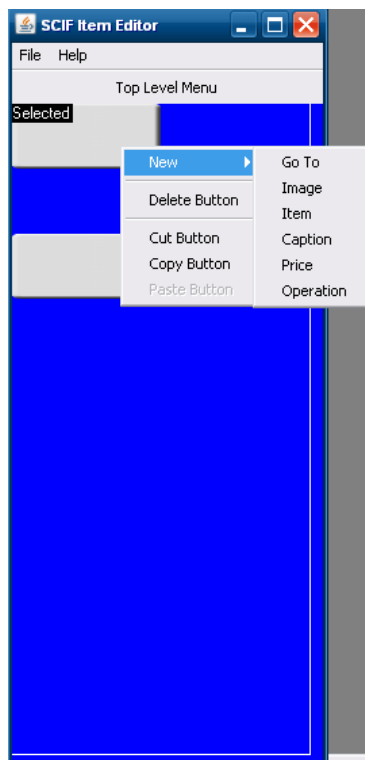 SCIF Item Editor
File Help
Top Level Menu
Selected
New
Delete Button
Cut Button
Copy Button
Paste Button
Go To
Image
Item
Caption
Price
Operation